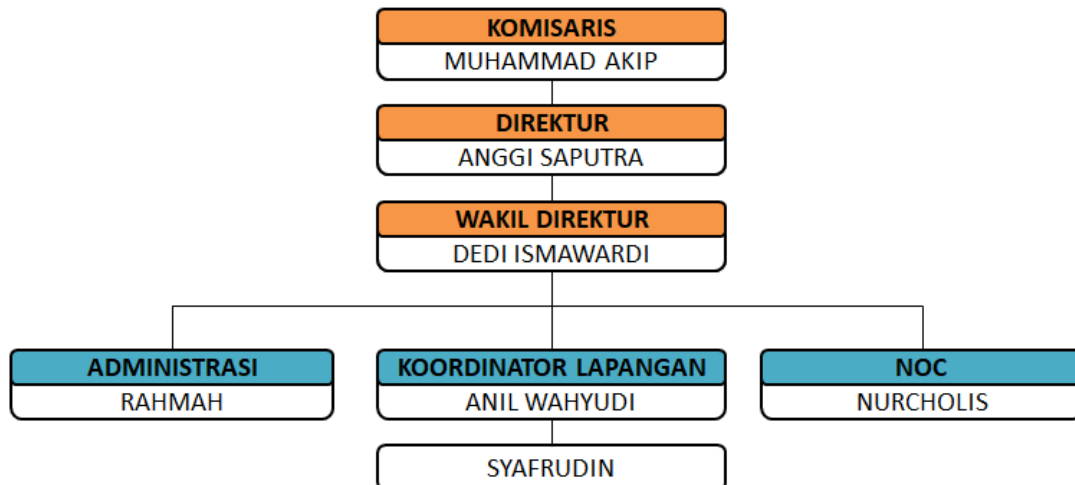 KOMISARIS
MUHAMMAD AKIP
DIREKTUR
ANGGI SAPUTRA
WAKIL DIREKTUR
DEDI ISMAWARDI
ADMINISTRASI
RAHMAH
KOORDINATOR LAPANGAN
ANIL WAHYUDI
NOC
NURCHOLIS
SYAFRUDIN